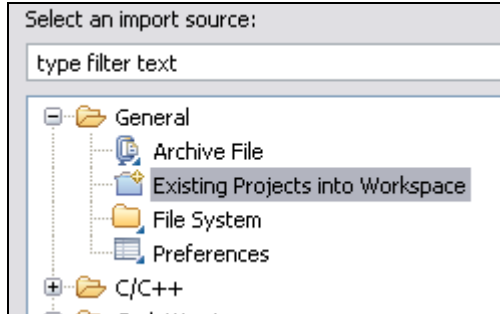 Select an import source:
type filter text
General
Archive File
Existing Projects into Workspace
File System
Preferences
C/C++